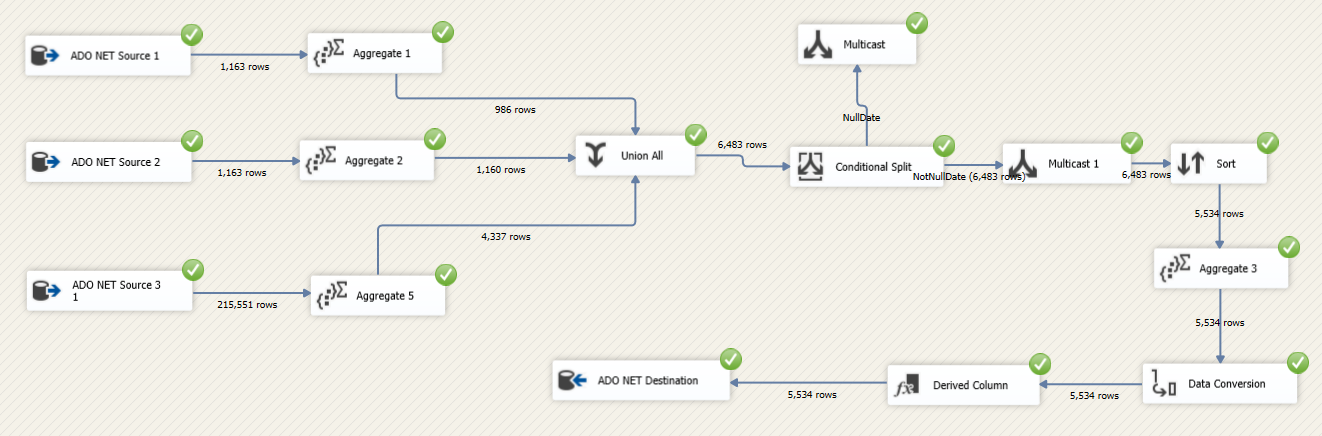 ADO NET Source 1
1,163 rows
Aggregate 1
986 rows
Multicast
NullDate
ADO NET Source 2
1,163 rows
Aggregate 2
1,160 rows
Union All
6,483 rows
Conditional Split
NotNullDate (6,483 rows)
Multicast 1
6,483 rows
Sort
5,534 rows
4,337 rows
ADO NET Source 3
1
215,551 rows
Aggregate 5
Aggregate 3
5,534 rows
ADO NET Destination
5,534 rows
Derived Column
5,534 rows
Data Conversion